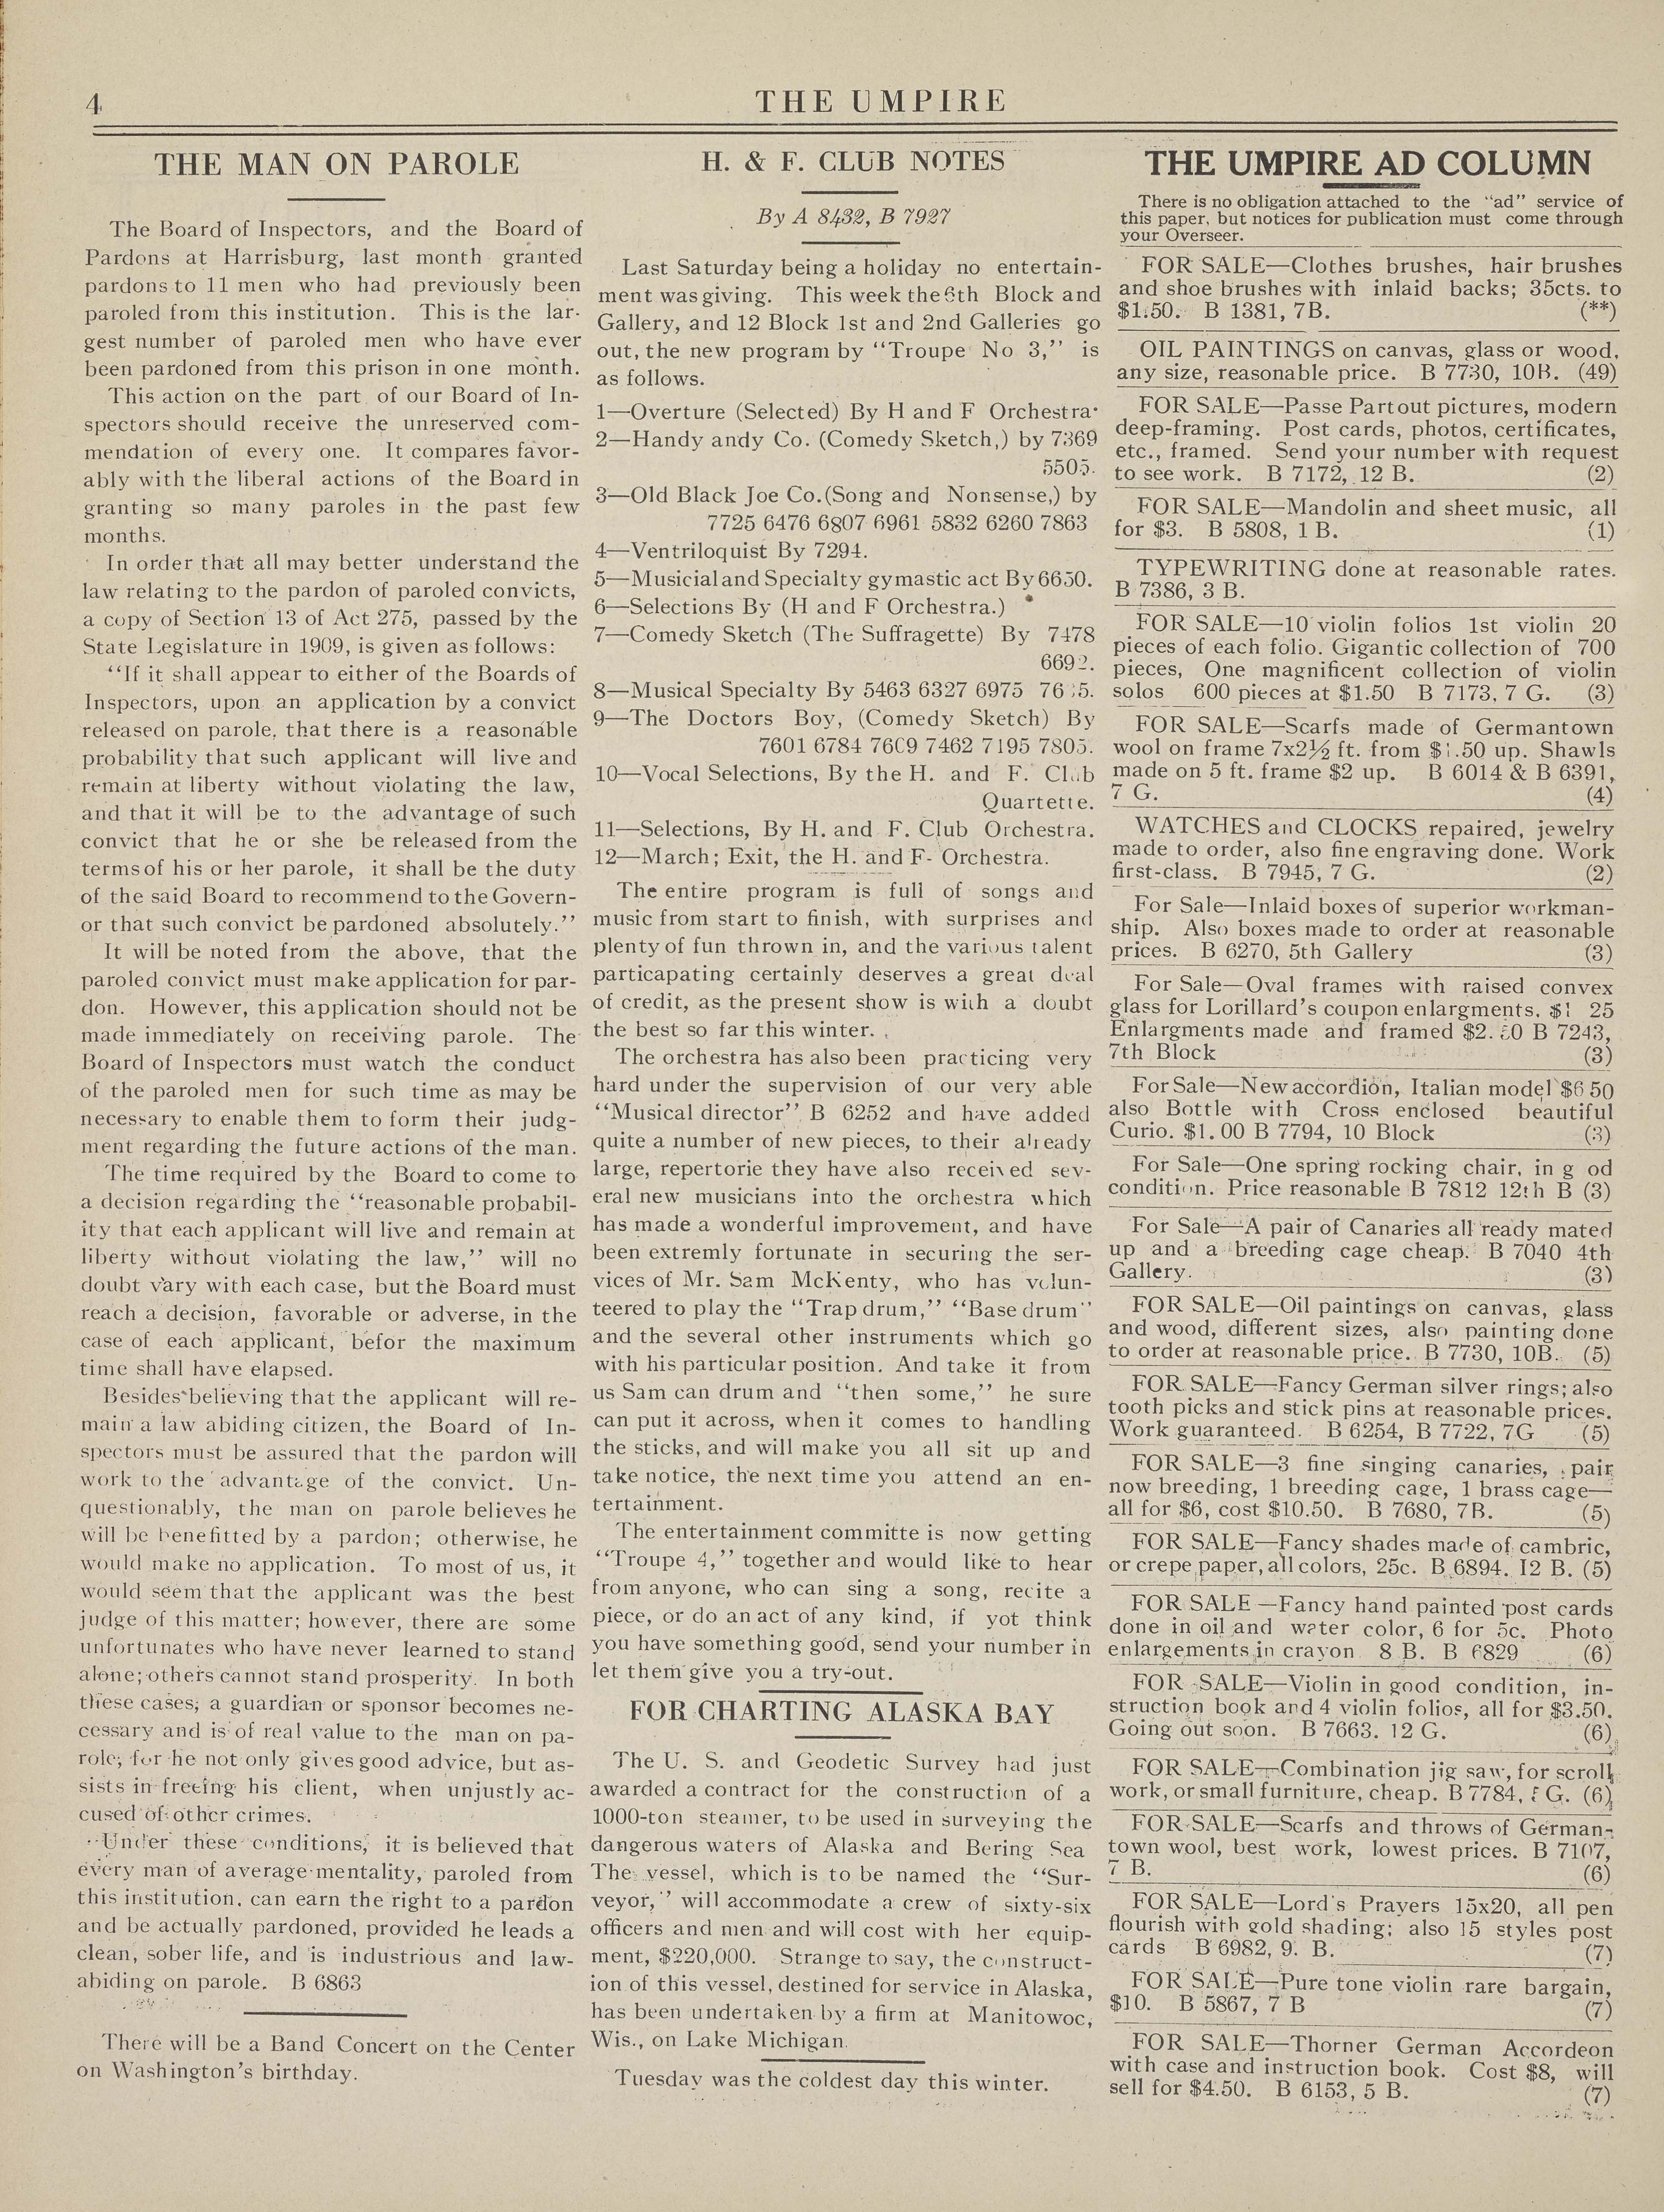 4
THE UMPIRE
THE MAN ON PAROLE
The Board of Inspectors, and the Board of
Pardons at Harrisburg, last month granted
pardons to 11 men who had previously been
paroled from this institution. This is the lar-
gest number of paroled men who have ever
been pardoned from this prison in one month.
This action on the part of our Board of In-
spectors should receive the unreserved com-
mendation of every one. It compares favor-
ably with the liberal actions of the Board in
granting so many paroles in the past few
months.
In order that all may better understand the
law relating to the pardon of paroled convicts,
a copy of Section 13 of Act 275, passed by the
State Legislature in 1909, is given as follows:
‘‘If it shall appear to either of the Boards of
Inspectors, upon an application by a convict
released on parole, that there is a reasonable
probability that such applicant will live and
remain at liberty without violating the law,
and that it will be to the advantage of such
convict that he or she be released from the
terms of his or her parole, it shall be the duty
of the said Board to recommend to the Govern-
or that such convict be pardoned absolutely.’’
It will be noted from the above, that the
paroled convict must make application for par-
don. However, this application should not be
made immediately on receiving parole. The
Board of Inspectors must watch the conduct
of the paroled men for such time as may be
necessary to enable them to form their judg-
ment regarding the future actions of the man.
The time required by the Board to come to
a decision regarding the ‘‘reasonable probabil-
ity that each applicant will live and remain at
liberty without violating the law,’’ will no
doubt vary with each case, but the Board must
reach a decision, favorable or adverse, in the
case of each applicant, befor the maximum
time shall have elapsed.
Besides believing that the applicant will re-
main a law abiding citizen, the Board of In-
spectors must be assured that the pardon will
work to the advantage of the convict. Un-
questionably, the man on parole believes he
will be benefitted by a pardon; otherwise, he
would make no application. To most of us, it
would seem that the applicant was the best
judge of this matter; however, there are some
unfortunates who have never learned to stand
alone; others cannot stand prosperity. In both
these cases, a guardian or sponsor becomes ne-
cessary and is of real value to the man on pa-
role; for he not only gives good advice, but as-
sists in freeing his client, when unjustly ac-
cused of other crimes.
Under these conditions, it is believed that
every man of average mentality, paroled from
this institution, can earn the right to a pardon
and be actually pardoned, provided he leads a
clean, sober life, and is industrious and law-
abiding on parole. B 6863
There will be a Band Concert on the Center
on Washington’s birthday.
H. & F. CLUB NOTES
By A 8432, B 7927
Last Saturday being a holiday no entertain-
ment was giving. This week the 6th Block and
Gallery, and 12 Block 1st and 2nd Galleries go
out, the new program by ‘‘Troupe No 3,’’ is
as follows.
1—Overture (Selected) By H and F Orchestra·
2—Handy andy Co. (Comedy Sketch,) by 7369
5505.
3—Old Black Joe Co.(Song and Nonsense,) by
7725 6476 6807 6961 5832 6260 7863
4—Ventriloquist By 7294.
5—Musicial and Specialty gymastic act By 6650.
6—Selections By (H and F Orchestra.)
7—Comedy Sketch (The Suffragette) By 7478
6692.
8—Musical Specialty By 5463 6327 6975
9—The Doctors Boy, (Comedy Sketch) By
7601 6784 7609 7462 7195 7805.
10—Vocal Selections, By the H. and F. Club
Quartette.
11—Selections, By H. and F. Club Orchestra.
12—March; Exit, the H. and F- Orchestra.
The entire program is full of songs and
music from start to finish, with surprises and
plenty of fun thrown in, and the various talent
particapating certainly deserves a great deal
of credit, as the present show is with a doubt
the best so far this winter.
The orchestra has also been practicing very
hard under the supervision of our very able
‘‘Musical director’’ B 6252 and have added
quite a number of new pieces, to their already
large, repertorie they have also received sev-
eral new musicians into the orchestra which
has made a wonderful improvement, and have
been extremly fortunate in securing the ser-
vices of Mr. Sam McKenty, who has volun-
teered to play the ‘‘Trap drum,’’ ‘‘Base drum’’
and the several other instruments which go
with his particular position. And take it from
us Sam can drum and ‘‘then some,’’ he sure
can put it across, when it comes to handling
the sticks, and will make you all sit up and
take notice, the next time you attend an en-
tertainment.
The entertainment committe is now getting
‘‘Troupe 4,’’ together and would like to hear
from anyone, who can sing a song, recite a
piece, or do an act of any kind, if yot think
you have something good, send your number in
let them give you a try-out.
FOR CHARTING ALASKA BAY
The U. S. and Geodetic Survey had just
awarded a contract for the construction of a
1000-ton steamer, to be used in surveying the
dangerous waters of Alaska and Bering Sea
The vessel, which is to be named the ‘‘Sur-
veyor,’’ will accommodate a crew of sixty-six
officers and men and will cost with her equip-
ment, $220,000. Strange to say, the construct-
ion of this vessel, destined for service in Alaska,
has been undertaken by a firm at Manitowoc,
Wis., on Lake Michigan.
Tuesday was the coldest day this winter.
THE UMPIRE AD COLUMN
There is no obligation attached to the ‘‘ad’’ service of
this paper, but notices for publication must come through
your Overseer.
FOR SALE—Clothes brushes, hair brushes
and shoe brushes with inlaid backs; 35cts. to
$1.50. B 1381, 7B. (**)
OIL PAINTINGS on canvas, glass or wood,
any size, reasonable price. B 7730, 10B. (49)
FOR SALE—Passe Partout pictures, modern
deep-framing. Post cards, photos, certificates,
etc., framed. Send your number with request
to see work. B 7172, 12 B. (2)
FOR SALE—Mandolin and sheet music, all
for $3. B 5808, 1 B. (1)
TYPEWRITING done at reasonable rates.
B 7386, 3 B.
FOR SALE—10 violin folios 1st violin 20
pieces of each folio. Gigantic collection of 700
pieces, One magnificent collection of violin
solos 600 pieces at $1.50 B 7173, 7 G. (3)
FOR SALE—Scarfs made of Germantown
wool on frame 7x2½ ft. from $1.50 up. Shawls
made on 5 ft. frame $2 up. B 6014 & B 6391,
7 G. (4)
WATCHES and CLOCKS repaired, jewelry
made to order, also fine engraving done. Work
first-class. B 7945, 7 G. (2)
For Sale—Inlaid boxes of superior workman-
ship. Also boxes made to order at reasonable
prices. B 6270, 5th Gallery (3)
For Sale—Oval frames with raised convex
glass for Lorillard’s coupon enlargments, $1 25
Enlargments made and framed $2.50 B 7243,
7th Block (3)
For Sale—New accordion, Italian model $6 50
also Bottle with Cross enclosed beautiful
Curio. $1.00 B 7794, 10 Block (3)
For Sale—One spring rocking chair, in g od
condition. Price reasonable B 7812 12th B (3)
For Sale—A pair of Canaries all ready mated
up and a breeding cage cheap. B 7040 4th
Gallery. (3)
FOR SALE—Oil paintings on canvas, glass
and wood, different sizes, also painting done
to order at reasonable price. B 7730, 10B. (5)
FOR SALE—Fancy German silver rings; also
tooth picks and stick pins at reasonable prices.
Work guaranteed. B 6254, B 7722, 7G (5)
FOR SALE—3 fine singing canaries, pair
now breeding, 1 breeding cage, 1 brass cage—
all for $6, cost $10.50. B 7680, 7B. (5)
FOR SALE—Fancy shades made of cambric,
or crepe paper, all colors, 25c. B 6894. 12 B. (5)
FOR SALE—Fancy hand painted post cards
done in oil and water color, 6 for 5c. Photo
enlargements in crayon 8 B. B 6829 (6)
FOR SALE—Violin in good condition, in-
struction book and 4 violin folios, all for $3.50.
Going out soon. B 7663. 12 G. (6)
FOR SALE—Combination jig saw, for scroll
work, or small furniture, cheap. B 7784, G. (6)
FOR SALE—Scarfs and throws of German-
town wool, best work, lowest prices. B 7107,
7 B. (6)
FOR SALE—Lord’s Prayers 15x20, all pen
flourish with gold shading; also 15 styles post
cards B 6982, 9. B. (7)
FOR SALE—Pure tone violin rare bargain,
$10. B 5867, 7 B (7)
FOR SALE—Thorner German Accordeon
with case and instruction book. Cost $8, will
sell for $4.50. B 6153, 5 B. (7)